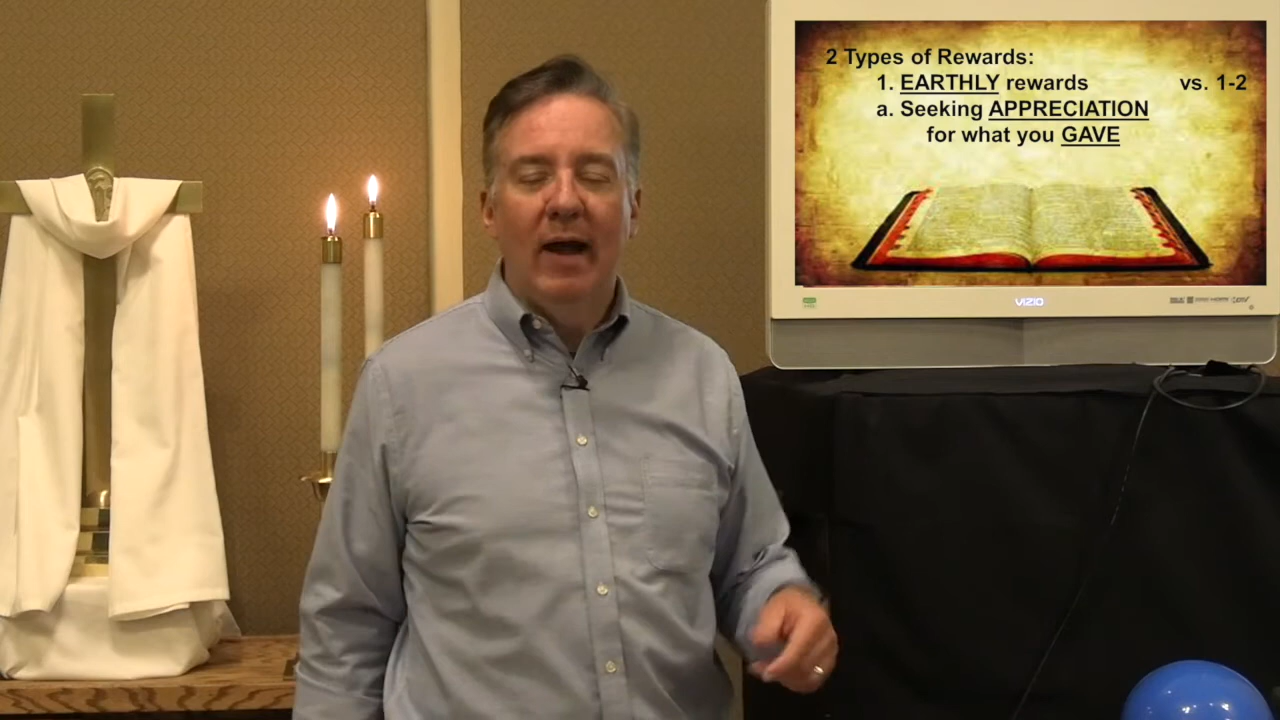 2 Types of Rewards:
1. EARTHLY rewards vs. 1-2
a. Seeking APPRECIATION
for what you GAVE
VIZIO